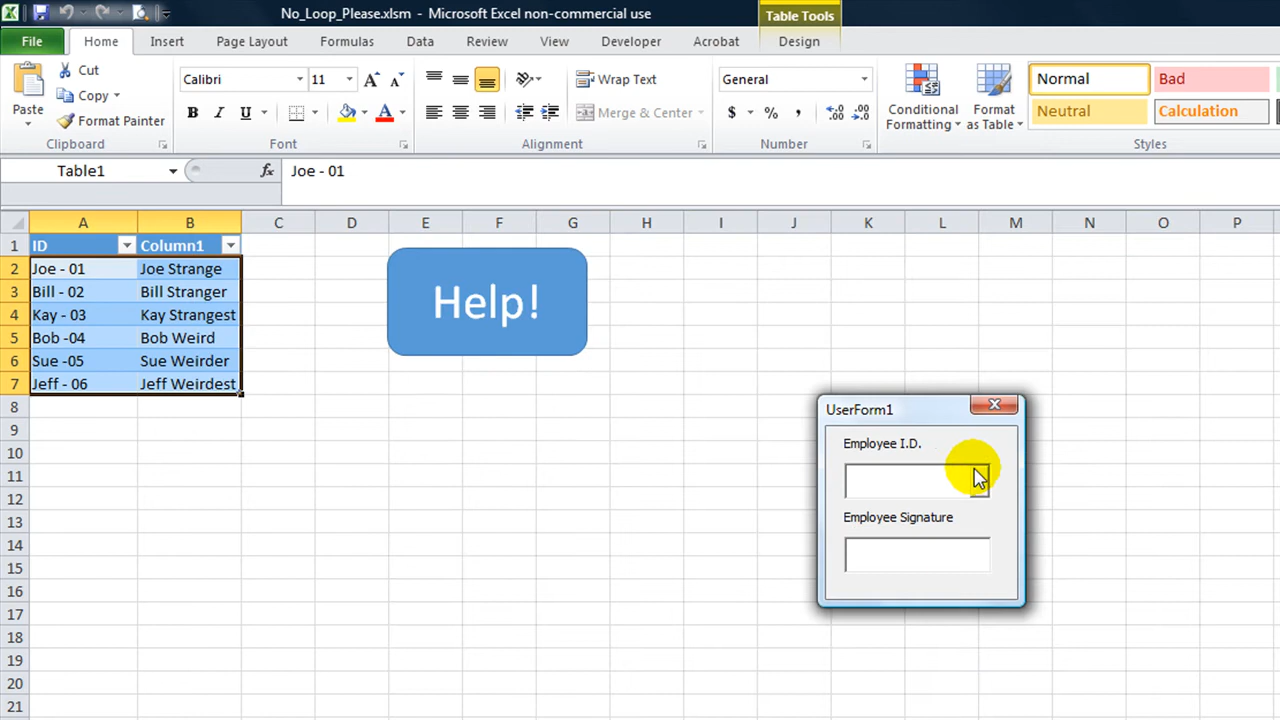 No_Loop_Please.xlsm - Microsoft Excel non-commercial use
Table Tools
File Home Insert Page Layout Formulas Data Review View Developer Acrobat Design
Paste
Cut
Copy
Format Painter
Clipboard
Calibri 11
B I U A
Font
Wrap Text
Merge & Center
Alignment
General
$ % ,
Number
Conditional Formatting
Format as Table
Normal Bad
Neutral Calculation
Styles
Table1 fx Joe - 01
A B C D E F G H I J K L M N O P
1 ID Column1
2 Joe - 01 Joe Strange
3 Bill - 02 Bill Stranger
4 Kay - 03 Kay Strangest
5 Bob -04 Bob Weird
6 Sue -05 Sue Weirder
7 Jeff - 06 Jeff Weirdest
8
9
10
11
12
13
14
15
16
17
18
19
20
21
Help!
UserForm1
Employee I.D.
Employee Signature